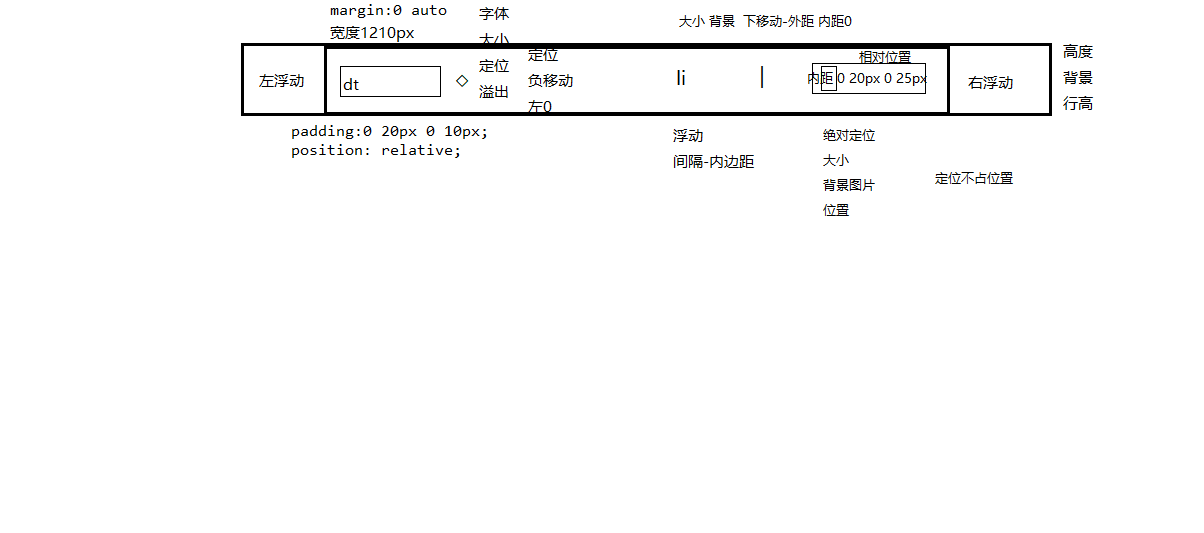 margin:0 auto
宽度1210px
字体
大小
定位
溢出
定位
负移动
左0
大小 背景 下移动-外距 内距0
左浮动
dt
◇
li
|
相对位置
内距 0 20px 0 25px
右浮动
高度
背景
行高
padding:0 20px 0 10px;
position: relative;
浮动
间隔-内边距
绝对定位
大小
背景图片
位置
定位不占位置